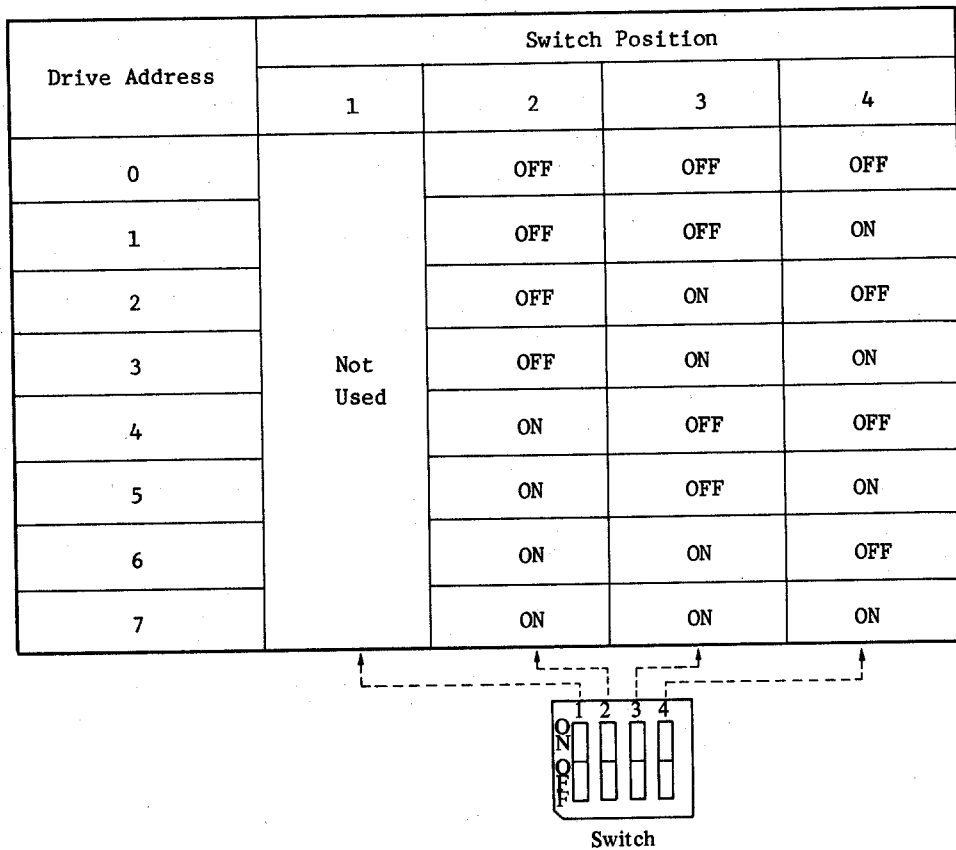 Switch Position
Drive Address
1 2 3 4
0 OFF OFF OFF
1 OFF OFF ON
2 OFF ON OFF
3 Not OFF ON ON
Used
4 ON OFF OFF
5 ON OFF ON
6 ON ON OFF
7 ON ON ON
1 2 3 4
ON
OFF
Switch